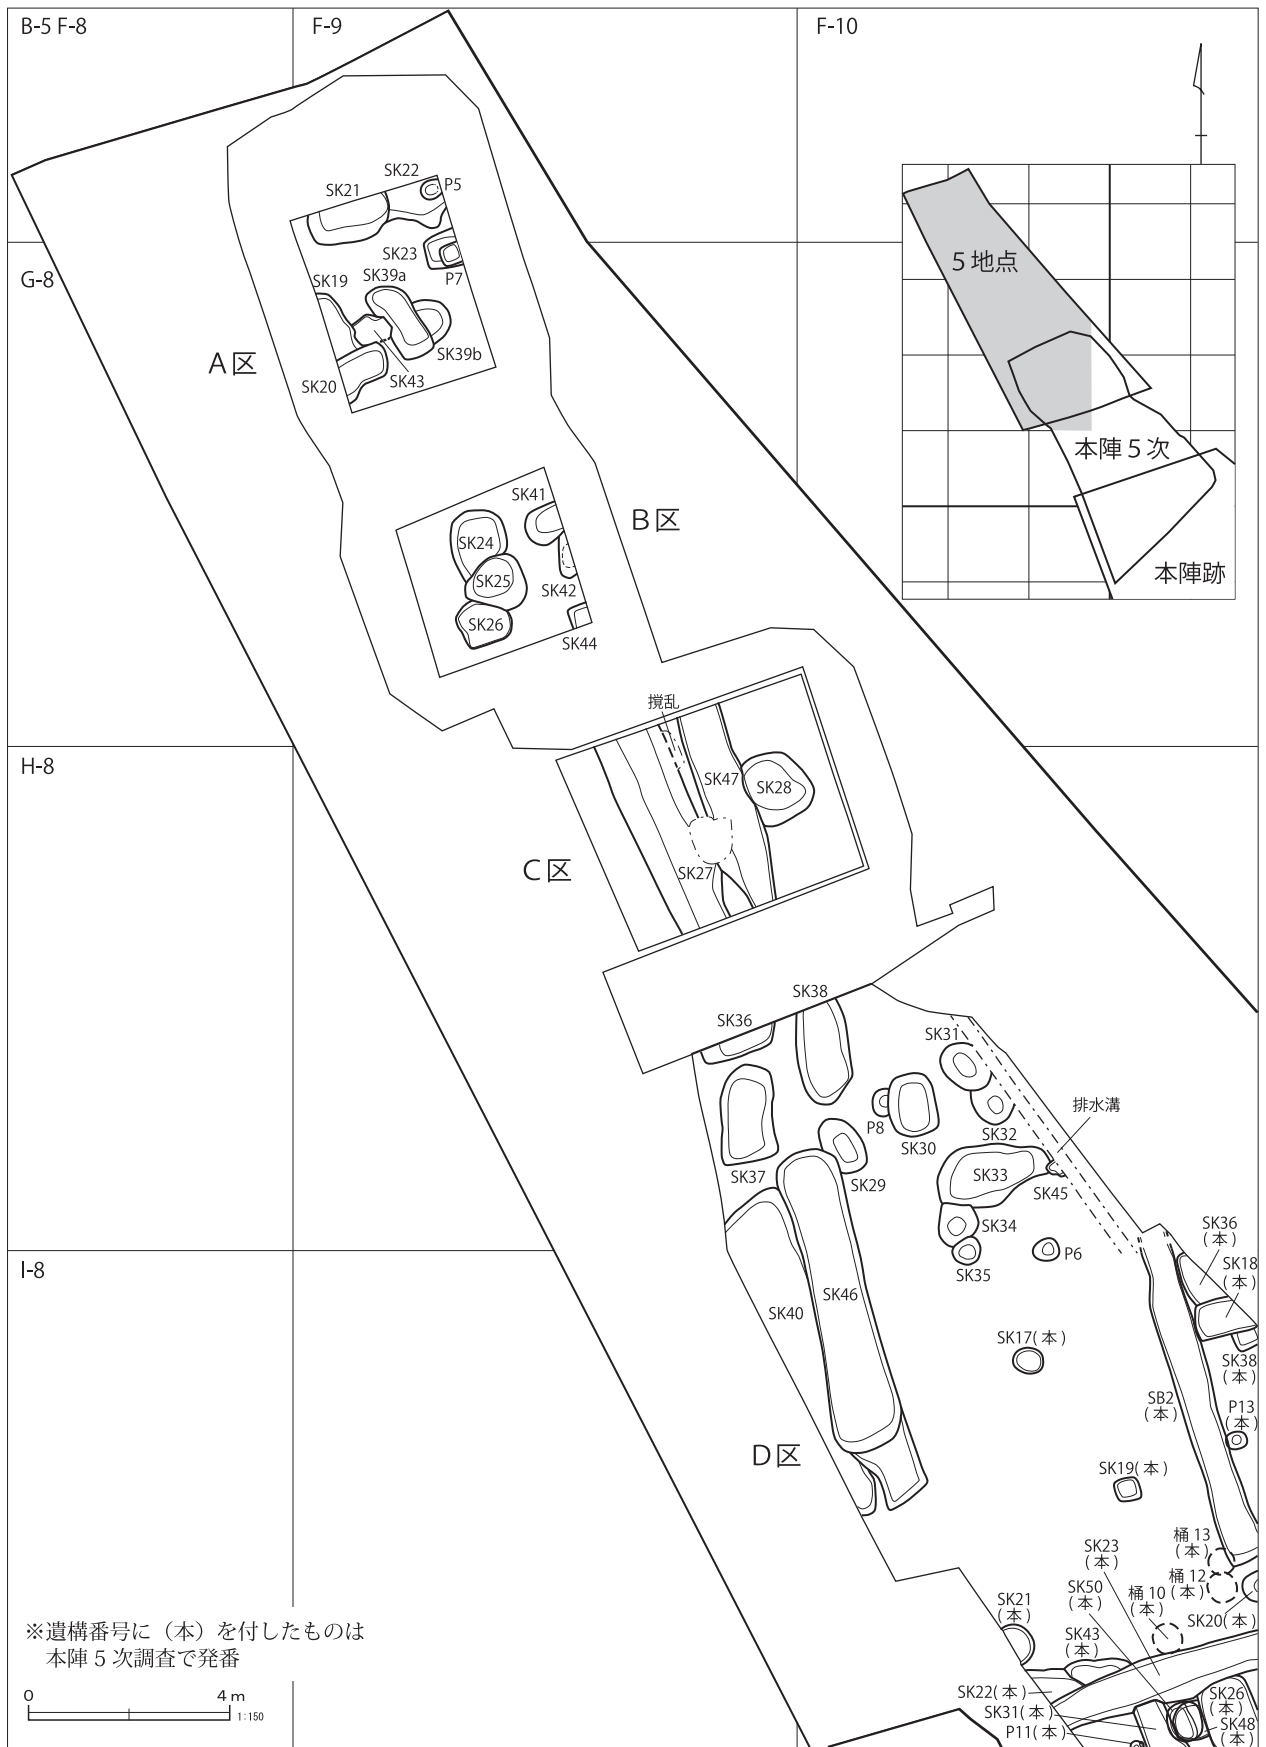 B-5 F-8
F-9
F-10
SK22
P5
SK21
SK23
P7
G-8
SK19
SK39a
5地点
A区
SK39b
SK43
SK20
本陣5次
SK41
B区
SK24
SK25
SK42
SK26
SK44
本陣跡
撹乱
H-8
SK47
SK28
C区
SK27
SK38
SK36
SK31
排水溝
P8
SK30
SK32
SK37
SK29
SK33
SK45
SK34
P6
SK35
SK36
(本)
SK18
(本)
I-8
SK46
SK40
SK17(本)
SK38
(本)
SB2
(本)
P13
(本)
D区
SK19(本)
桶13
(本)
SK23
(本)
桶12
(本)
SK50
(本)
桶10
(本)
SK20(本)
SK21
(本)
SK43
(本)
SK22(本)
SK31(本)
P11(本)
SK26
(本)
SK48
(本)
※遺構番号に（本）を付したものは
本陣5次調査で発番
0 4m
1:150